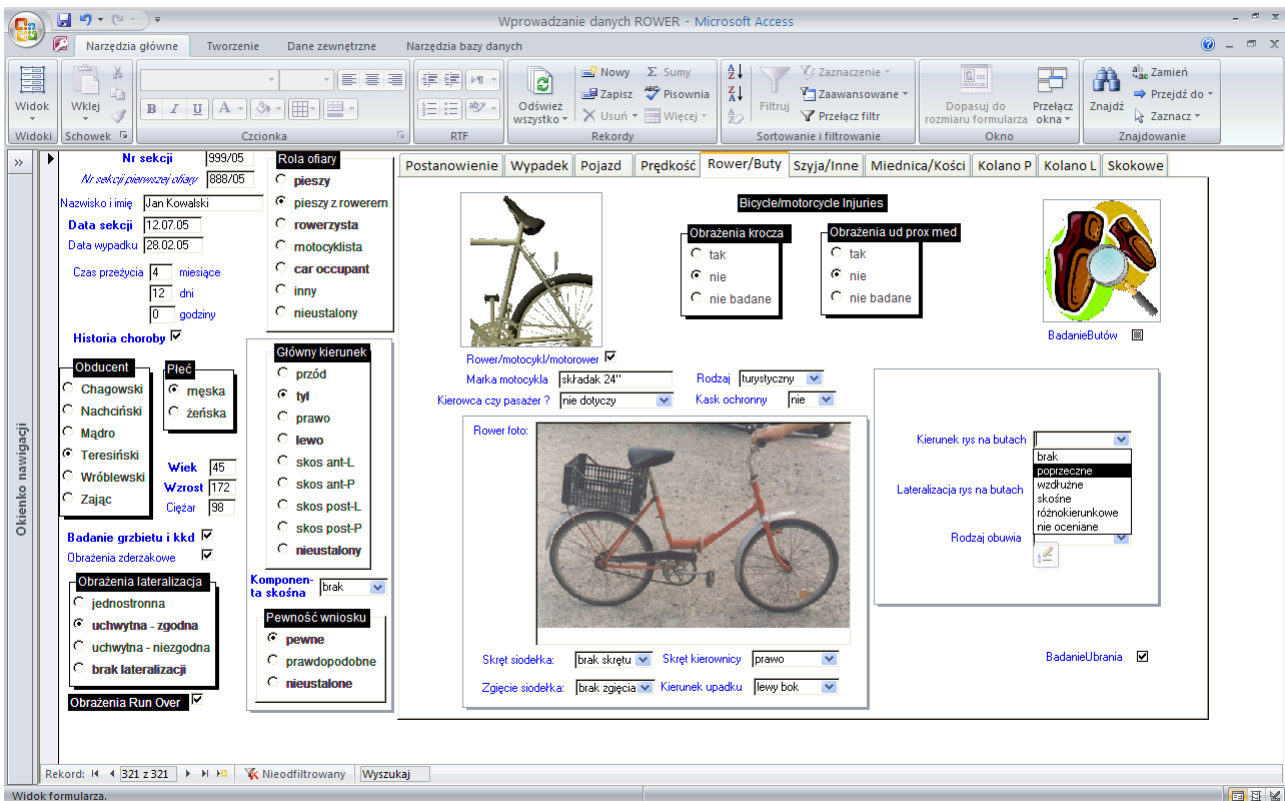 Wprowadzanie danych ROWER - Microsoft Access
Narzędzia główne Tworzenie Dane zewnętrzne Narzędzia bazy danych
Widok
Widoki
Wklej
Schowek
B I U A
Czcionka
RTF
Odśwież wszystko
Nowy
Zapisz
Usuń
Σ Sumy
Pisownia
Więcej
Rekordy
Filtruj
Zaznaczenie
Zaawansowane
Przełącz filtr
Sortowanie i filtrowanie
Dopasuj do rozmiaru formularza
Przełącz okna
Okno
Znajdź
Zamień
Przejdź do
Zaznacz
Znajdowanie
Okienko nawigacji
Nr sekcji 999/05
Nr sekcji pierwszej ofiary 888/05
Nazwisko i imię Jan Kowalski
Data sekcji 12.07.05
Data wypadku 28.02.05
Czas przeżycia 4 miesiące
12 dni
0 godziny
Historia choroby
Obducent
Chagowski
Nachciński
Mądro
Teresiński
Wróblewski
Zając
Płeć
męska
żeńska
Wiek 45
Wzrost 172
Ciężar 98
Badanie grzbietu i kkd
Obrażenia zderzakowe
Obrażenia lateralizacja
jednostronna
uchwytna - zgodna
uchwytna - niezgodna
brak lateralizacji
Obrażenia Run Over
Rola ofiary
pieszy
pieszy z rowerem
rowerzysta
motocyklista
car occupant
inny
nieustalony
Główny kierunek
przód
tył
prawo
lewo
skos ant-L
skos ant-P
skos post-L
skos post-P
nieustalony
Komponen-
ta skośna brak
Pewność wniosku
pewne
prawdopodobne
nieustalone
Postanowienie Wypadek Pojazd Prędkość Rower/Buty Szyja/Inne Miednica/Kości Kolano P Kolano L Skokowe
Bicycle/motorcycle Injuries
Obrażenia krocza
tak
nie
nie badane
Obrażenia ud prox med
tak
nie
nie badane
BadanieButów
Rower/motocykl/motorower
Marka motocykla składak 24'' Rodzaj turystyczny
Kierowca czy pasażer ? nie dotyczy Kask ochronny nie
Rower foto:
Skręt siodełka: brak skrętu Skręt kierownicy prawo
Zgięcie siodełka: brak zgięcia Kierunek upadku lewy bok
Kierunek rys na butach
brak
poprzeczne
wzdłużne
skośne
różnokierunkowe
nie oceniane
Lateralizacja rys na butach
Rodzaj obuwia
BadanieUbrania
Rekord: 321 z 321 Nieodfiltrowany Wyszukaj
Widok formularza.